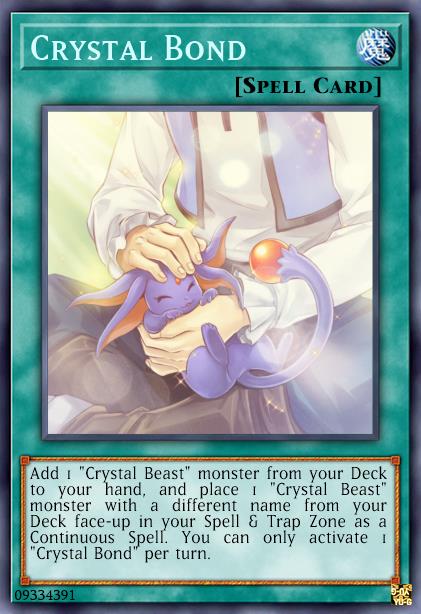 Crystal Bond
魔
[Spell Card]
Add 1 "Crystal Beast" monster from your Deck
to your hand, and place 1 "Crystal Beast"
monster with a different name from your
Deck face-up in your Spell & Trap Zone as a
Continuous Spell. You can only activate 1
"Crystal Bond" per turn.
09334391